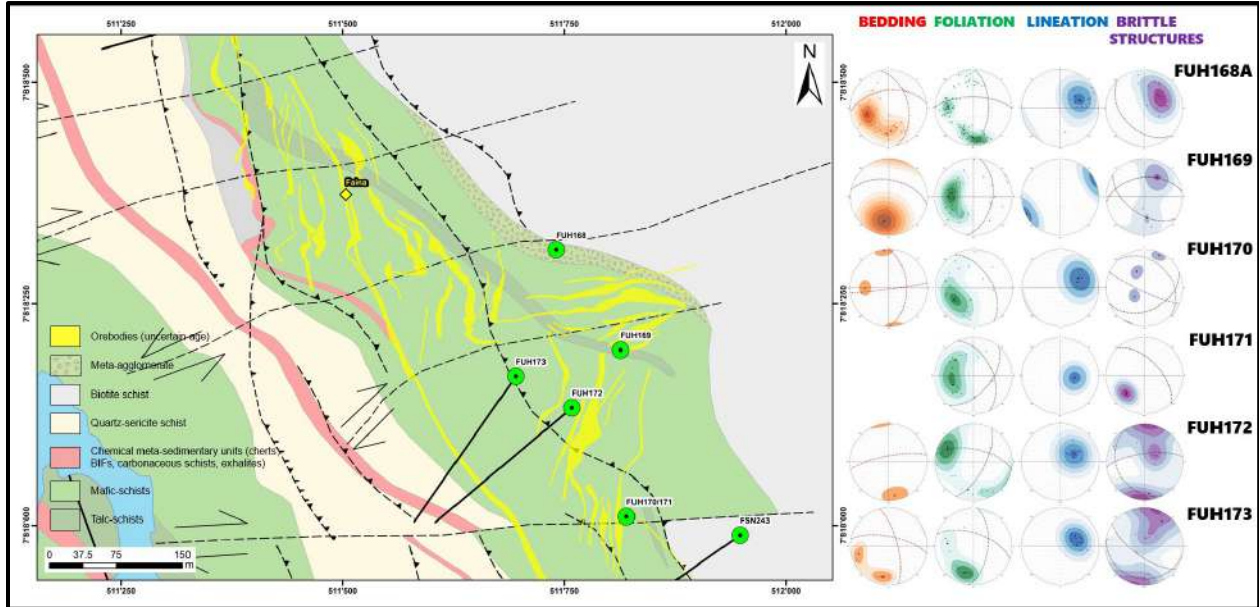 511'250 511'500 511'750 512'000
BEDDING FOLIATION LINEATION BRITTLE
STRUCTURES
N
7'818'500 7'818'500
FUH168A
Faina
FUH169
FUH168
7'818'250 7'818'250
FUH170
Orebodies (uncertain age)
FUH169
Meta-agglomerate
FUH173
FUH171
Biotite schist
FUH172
Quartz-sericite schist
FUH172
Chemical meta-sedimentary units (cherts,
BIFs, carbonaceous schists, exhalites)
Mafic-schists
FUH170/171
Talc-schists
7'818'000
FSN243
FUH173
0 37.5 75 150
m
511'250 511'500 511'750 512'000